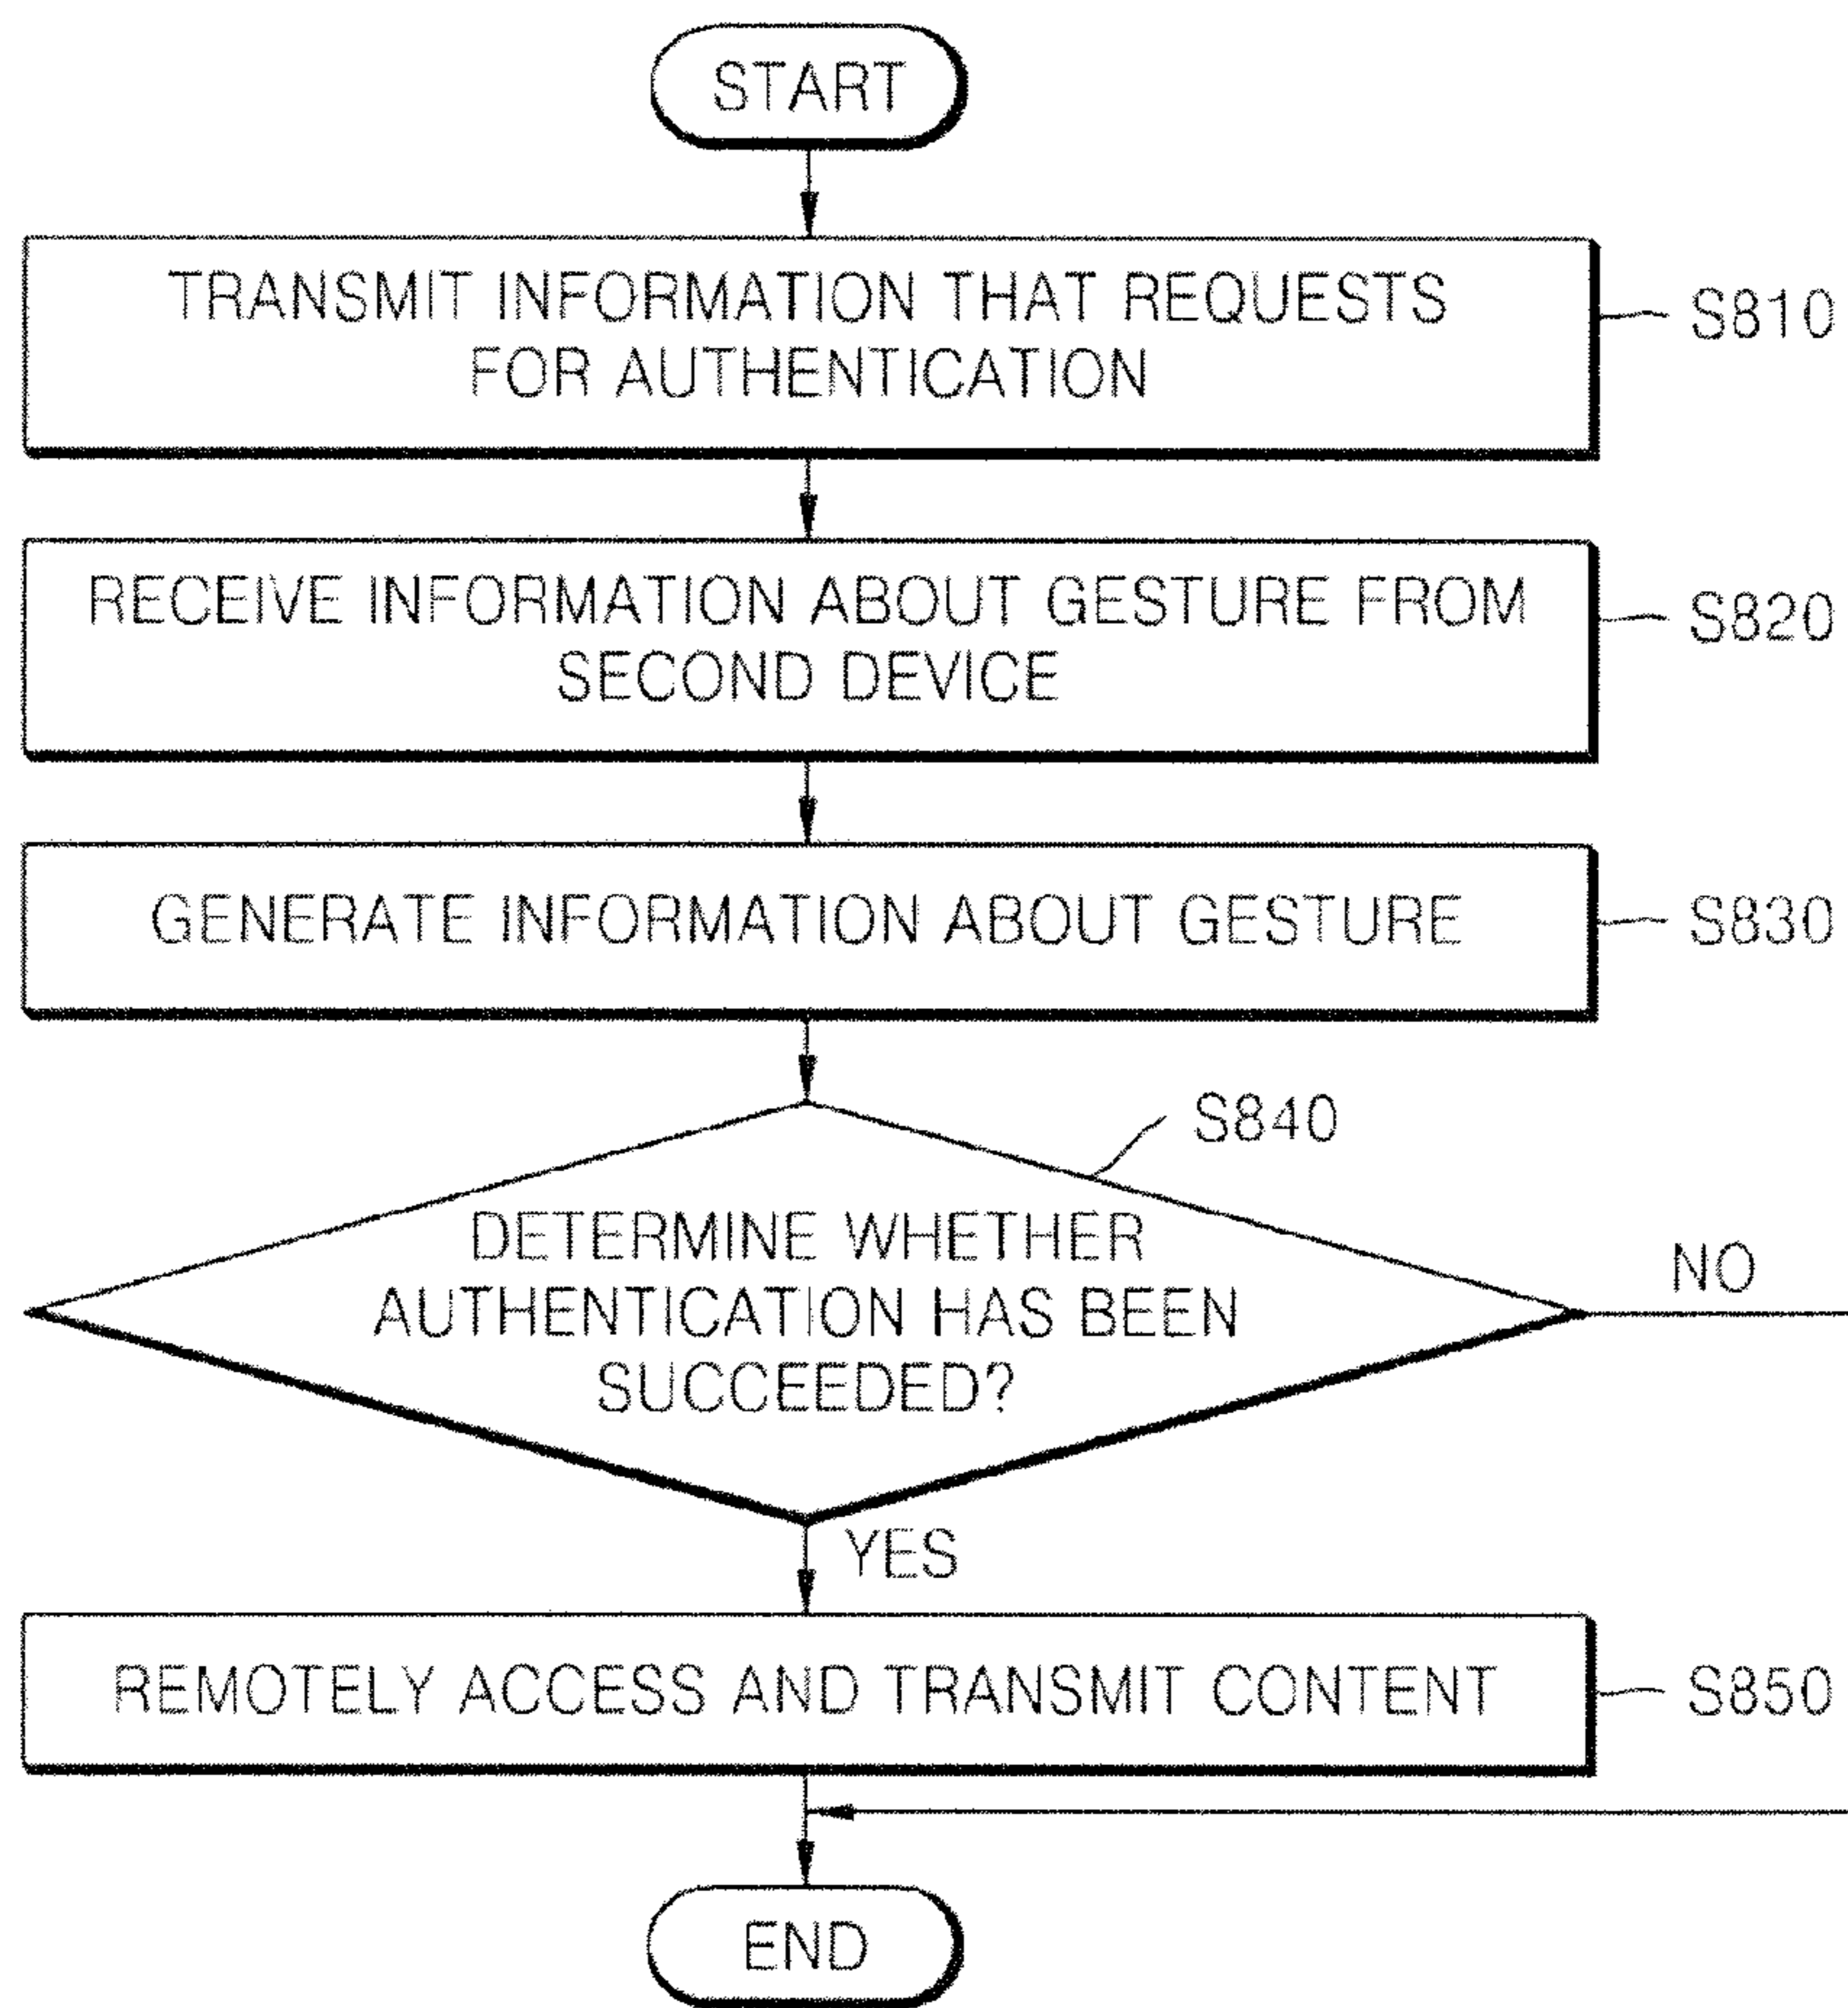 START
TRANSMIT INFORMATION THAT REQUESTS
FOR AUTHENTICATION
S810
RECEIVE INFORMATION ABOUT GESTURE FROM
SECOND DEVICE
S820
GENERATE INFORMATION ABOUT GESTURE
S830
S840
DETERMINE WHETHER
AUTHENTICATION HAS BEEN
SUCCEEDED?
NO
YES
REMOTELY ACCESS AND TRANSMIT CONTENT
S850
END